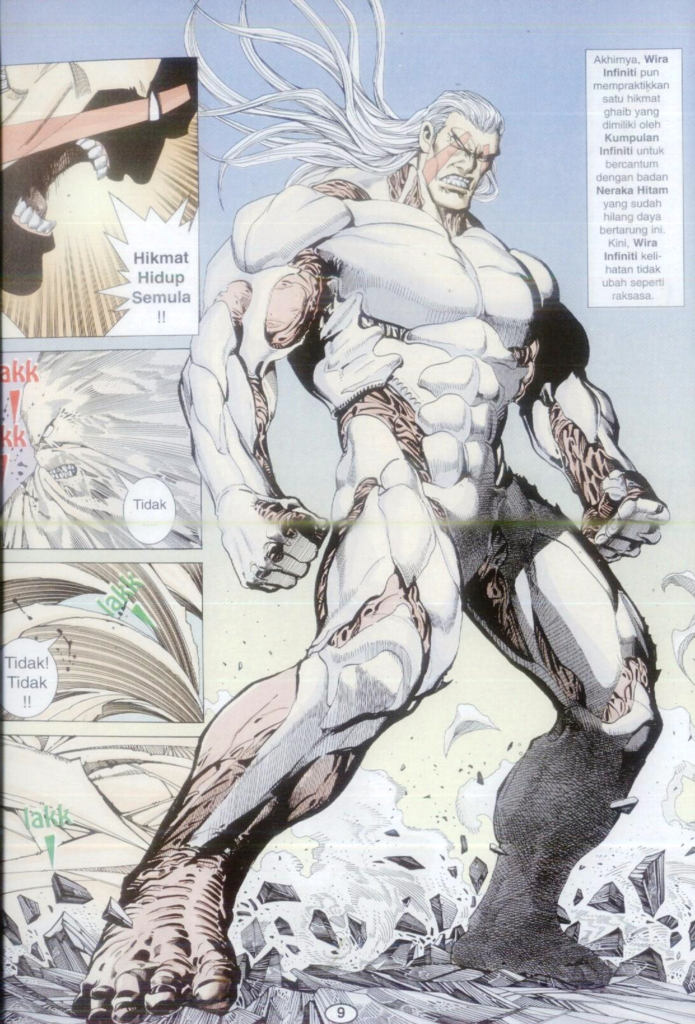 Akhirnya, Wira
Infiniti pun
mempraktikkan
satu hikmat
ghaib yang
dimiliki oleh
Kumpulan
Infiniti untuk
bercantum
dengan badan
Neraka Hitam
yang sudah
hilang daya
bertarung ini.
Kini, Wira
Infiniti keli-
hatan tidak
ubah seperti
raksasa.
Hikmat
Hidup
Semula
!!
akk
kk
Tidak
lakk
Tidak!
Tidak
!!
lakk
9